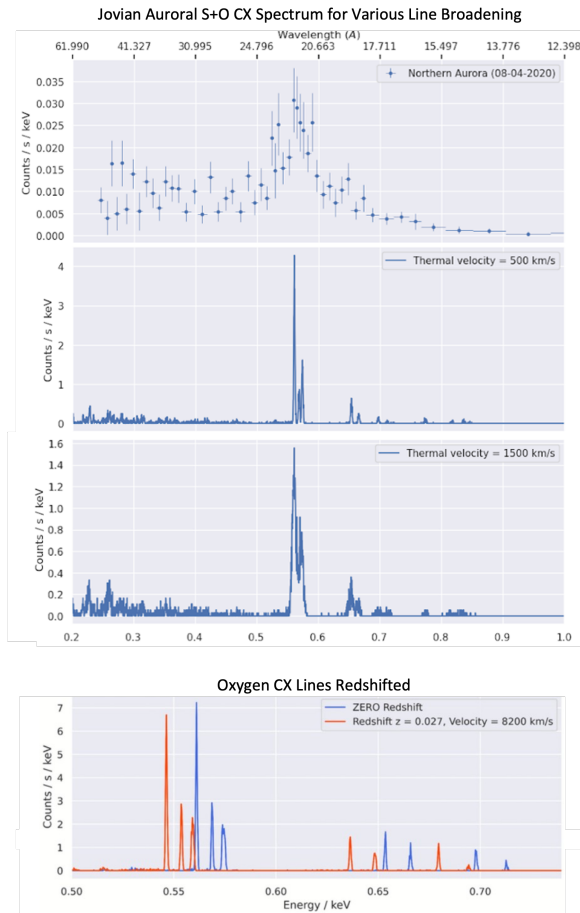 Jovian Auroral S+O CX Spectrum for Various Line Broadening
Wavelength (A)
61.990 41.327 30.995 24.796 20.663 17.711 15.497 13.776 12.398
Northern Aurora (08-04-2020)
Counts / s / keV
0.035
0.030
0.025
0.020
0.015
0.010
0.005
0.000
Thermal velocity = 500 km/s
Counts / s / keV
4
3
2
1
0
Thermal velocity = 1500 km/s
Counts / s / keV
1.6
1.4
1.2
1.0
0.8
0.6
0.4
0.2
0.0
0.2 0.3 0.4 0.5 0.6 0.7 0.8 0.9 1.0
Oxygen CX Lines Redshifted
ZERO Redshift
Redshift z = 0.027, Velocity = 8200 km/s
Counts / s / keV
7
6
5
4
3
2
1
0
0.50 0.55 0.60 0.65 0.70
Energy / keV